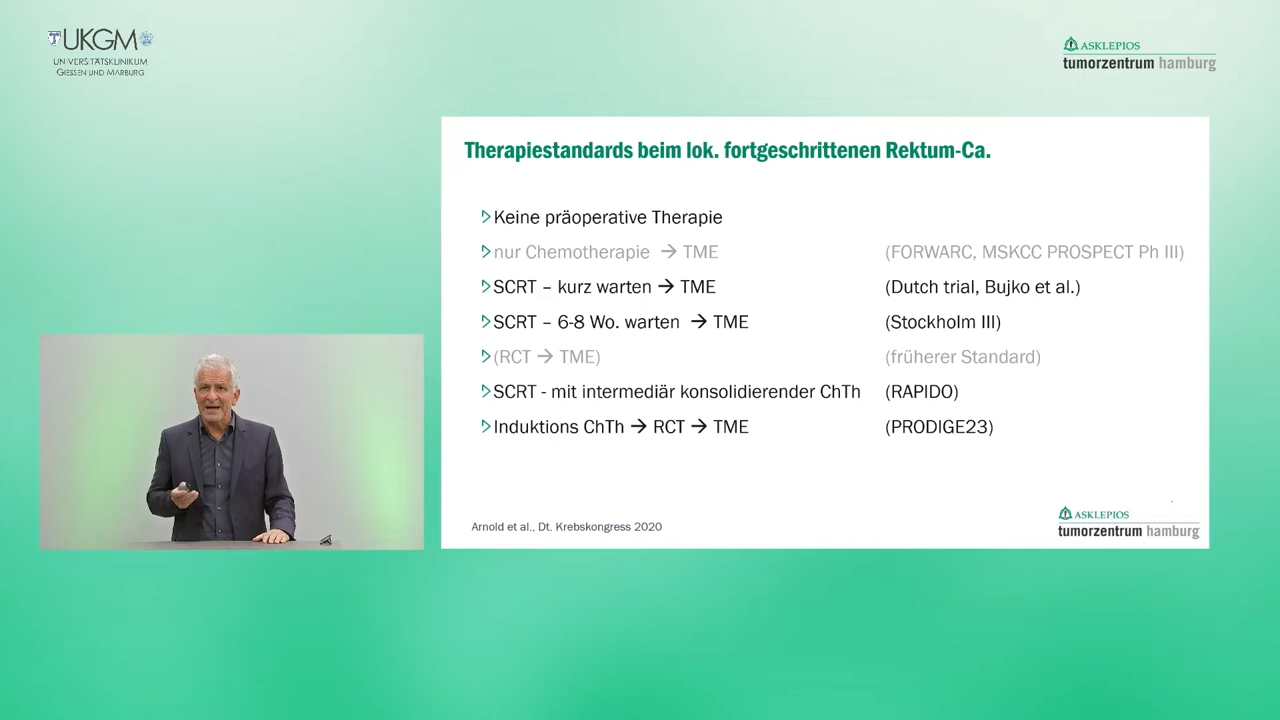 UKGM
UNIVERSITÄTSKLINIKUM
GIESSEN UND MARBURG
ASKLEPIOS
tumorzentrum hamburg
Therapiestandards beim lok. fortgeschrittenen Rektum-Ca.
Keine präoperative Therapie
nur Chemotherapie → TME (FORWARC, MSKCC PROSPECT Ph III)
SCRT – kurz warten → TME (Dutch trial, Bujko et al.)
SCRT – 6-8 Wo. warten → TME (Stockholm III)
(RCT → TME) (früherer Standard)
SCRT - mit intermediär konsolidierender ChTh (RAPIDO)
Induktions ChTh → RCT → TME (PRODIGE23)
Arnold et al., Dt. Krebskongress 2020
ASKLEPIOS
tumorzentrum hamburg